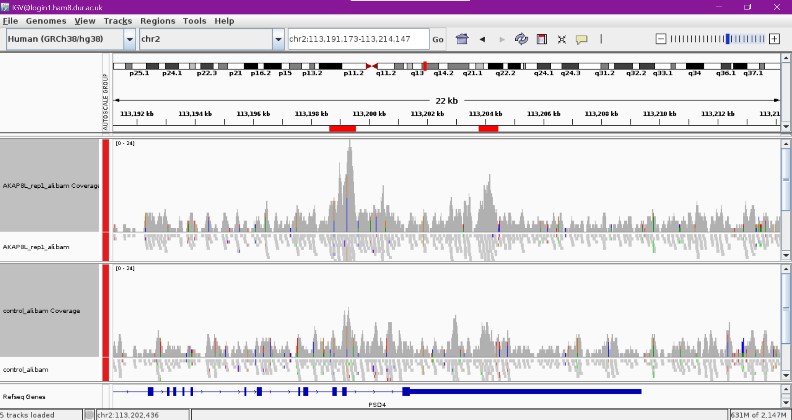 IGV@login1.ham8.dur.ac.uk
File Genomes View Tracks Regions Tools Help
Human (GRCh38/hg38) chr2 chr2:113,191,173-113,214,147 Go
p25.1 p24.1 p22.3 p21 p16.2 p15 p13.2 p11.2 q11.2 q13 q14.2 q21.1 q22.2 q24.1 q24.3 q31.2 q32.2 q33.1 q34 q36.1 q37.1
22 kb
113,192 kb 113,194 kb 113,196 kb 113,198 kb 113,200 kb 113,202 kb 113,204 kb 113,206 kb 113,208 kb 113,210 kb 113,212 kb 113,21
AUTOSCALE GROUP
[0 - 24]
AKAP8L_rep1_ali.bam Coverage
AKAP8L_rep1_ali.bam
[0 - 24]
control_ali.bam Coverage
control_ali.bam
Refseq Genes
PSD4
5 tracks loaded chr2:113,202,436 631M of 2,147M